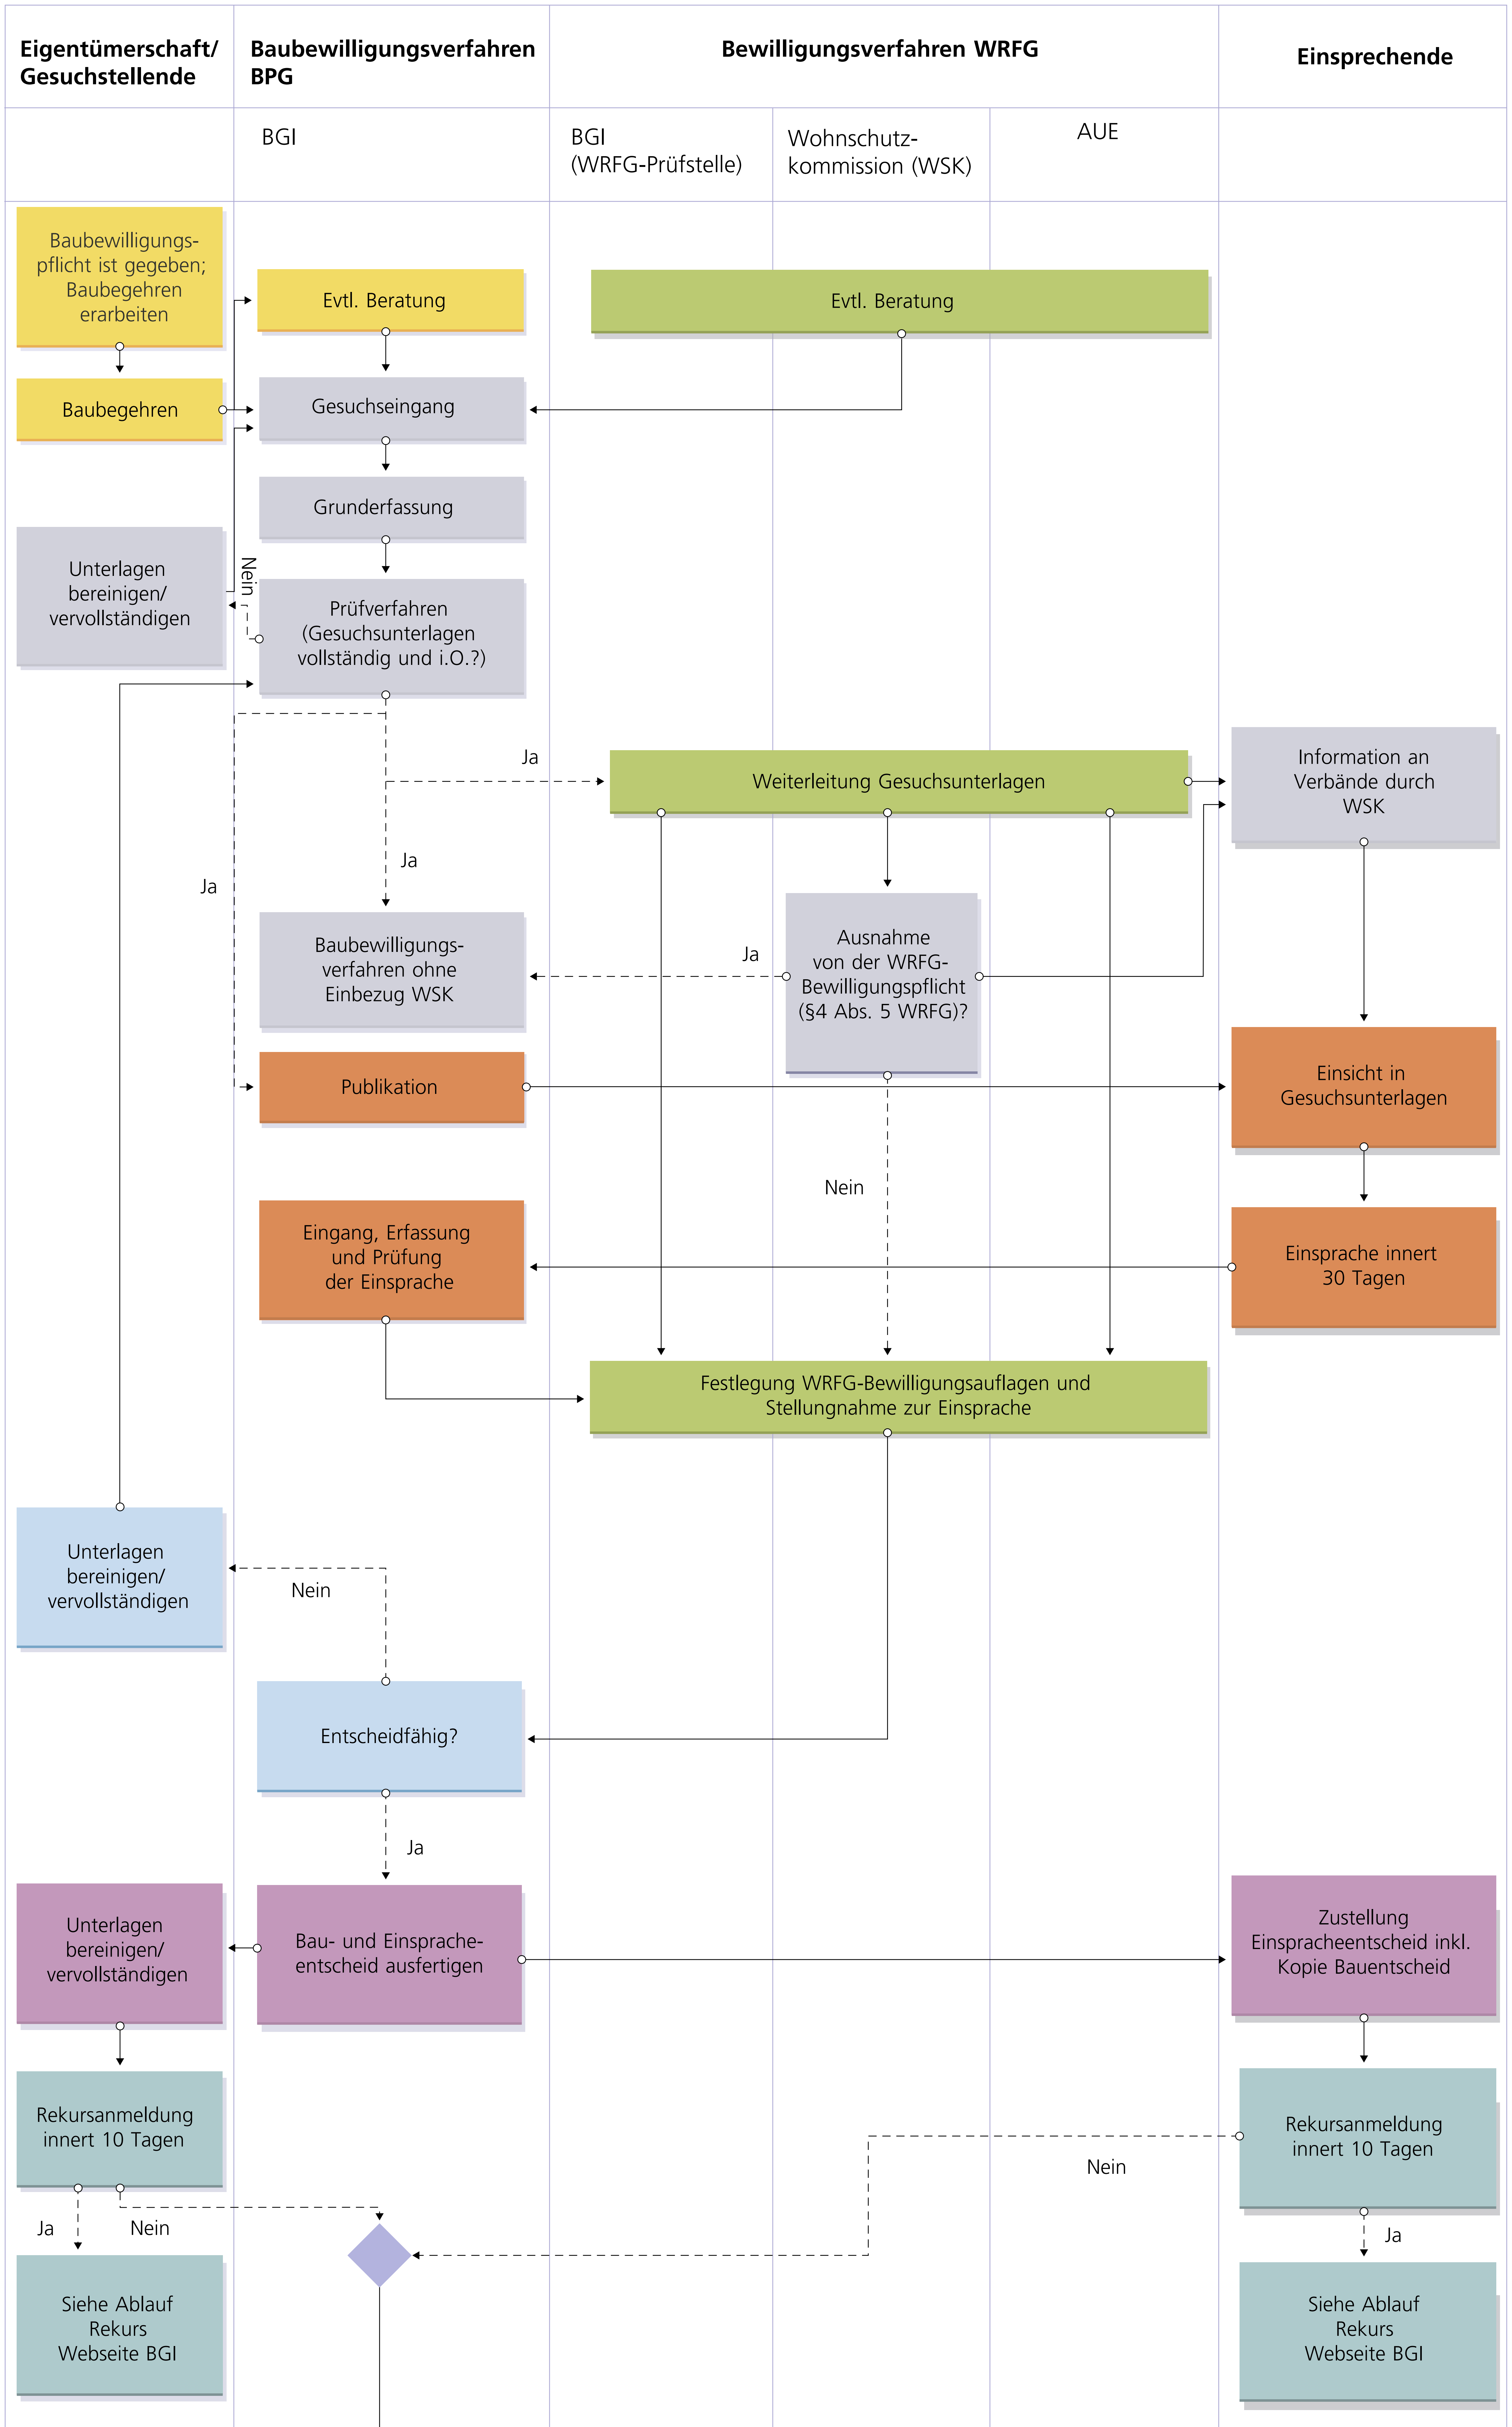 Eigentümerschaft/
Gesuchstellende
Baubewilligungsverfahren
BPG
Bewilligungsverfahren WRFG
Einsprechende
BGI
BGI
(WRFG-Prüfstelle)
Wohnschutz-
kommission (WSK)
AUE
Baubewilligungs-
pflicht ist gegeben;
Baubegehren
erarbeiten
Evtl. Beratung
Evtl. Beratung
Baubegehren
Gesuchseingang
Grunderfassung
Unterlagen
bereinigen/
vervollständigen
Nein
Prüfverfahren
(Gesuchsunterlagen
vollständig und i.O.?)
Ja
Weiterleitung Gesuchsunterlagen
Information an
Verbände durch
WSK
Ja
Ja
Baubewilligungs-
verfahren ohne
Einbezug WSK
Ja
Ausnahme
von der WRFG-
Bewilligungspflicht
(§4 Abs. 5 WRFG)?
Publikation
Einsicht in
Gesuchsunterlagen
Nein
Eingang, Erfassung
und Prüfung
der Einsprache
Einsprache innert
30 Tagen
Festlegung WRFG-Bewilligungsauflagen und
Stellungnahme zur Einsprache
Unterlagen
bereinigen/
vervollständigen
Nein
Entscheidfähig?
Ja
Unterlagen
bereinigen/
vervollständigen
Bau- und Einsprache-
entscheid ausfertigen
Zustellung
Einspracheentscheid inkl.
Kopie Bauentscheid
Rekursanmeldung
innert 10 Tagen
Rekursanmeldung
innert 10 Tagen
Nein
Ja
Nein
Ja
Siehe Ablauf
Rekurs
Webseite BGI
Siehe Ablauf
Rekurs
Webseite BGI